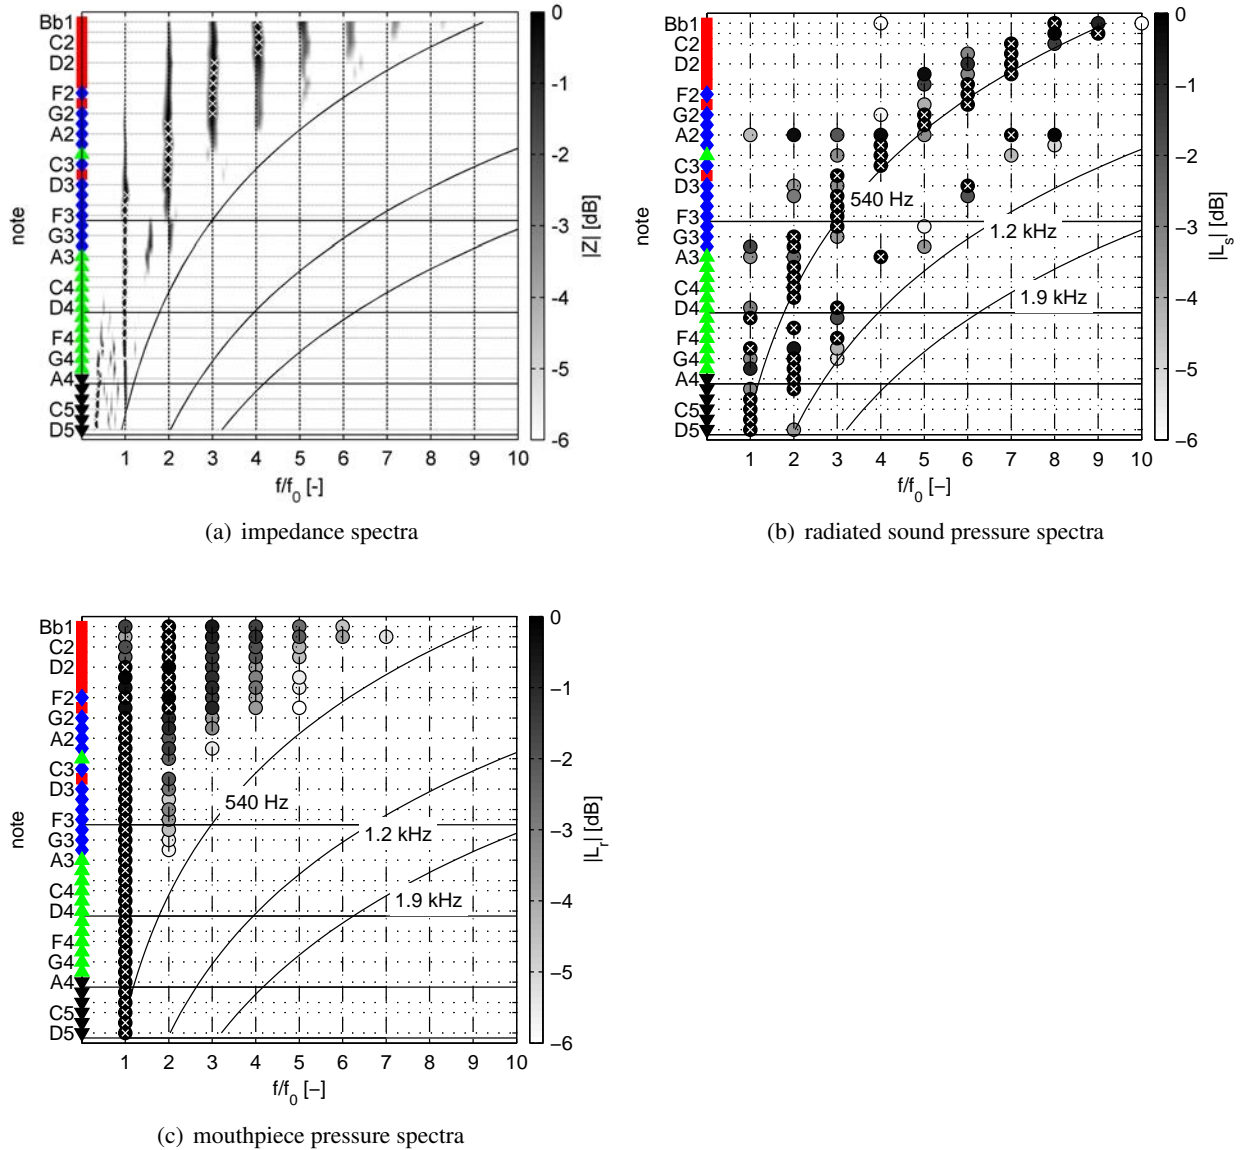 Bb1
C2
D2
F2
G2
A2
C3
D3
F3
G3
A3
C4
D4
F4
G4
A4
C5
D5
note
1 2 3 4 5 6 7 8 9 10
f/f0 [-]
0
-1
-2
-3
-4
-5
-6
|Z| [dB]
(a) impedance spectra
Bb1
C2
D2
F2
G2
A2
C3
D3
F3
G3
A3
C4
D4
F4
G4
A4
C5
D5
note
540 Hz
1.2 kHz
1.9 kHz
1 2 3 4 5 6 7 8 9 10
f/f0 [–]
0
−1
−2
−3
−4
−5
−6
|Ls| [dB]
(b) radiated sound pressure spectra
Bb1
C2
D2
F2
G2
A2
C3
D3
F3
G3
A3
C4
D4
F4
G4
A4
C5
D5
note
540 Hz
1.2 kHz
1.9 kHz
1 2 3 4 5 6 7 8 9 10
f/f0 [–]
0
−1
−2
−3
−4
−5
−6
|Lr| [dB]
(c) mouthpiece pressure spectra